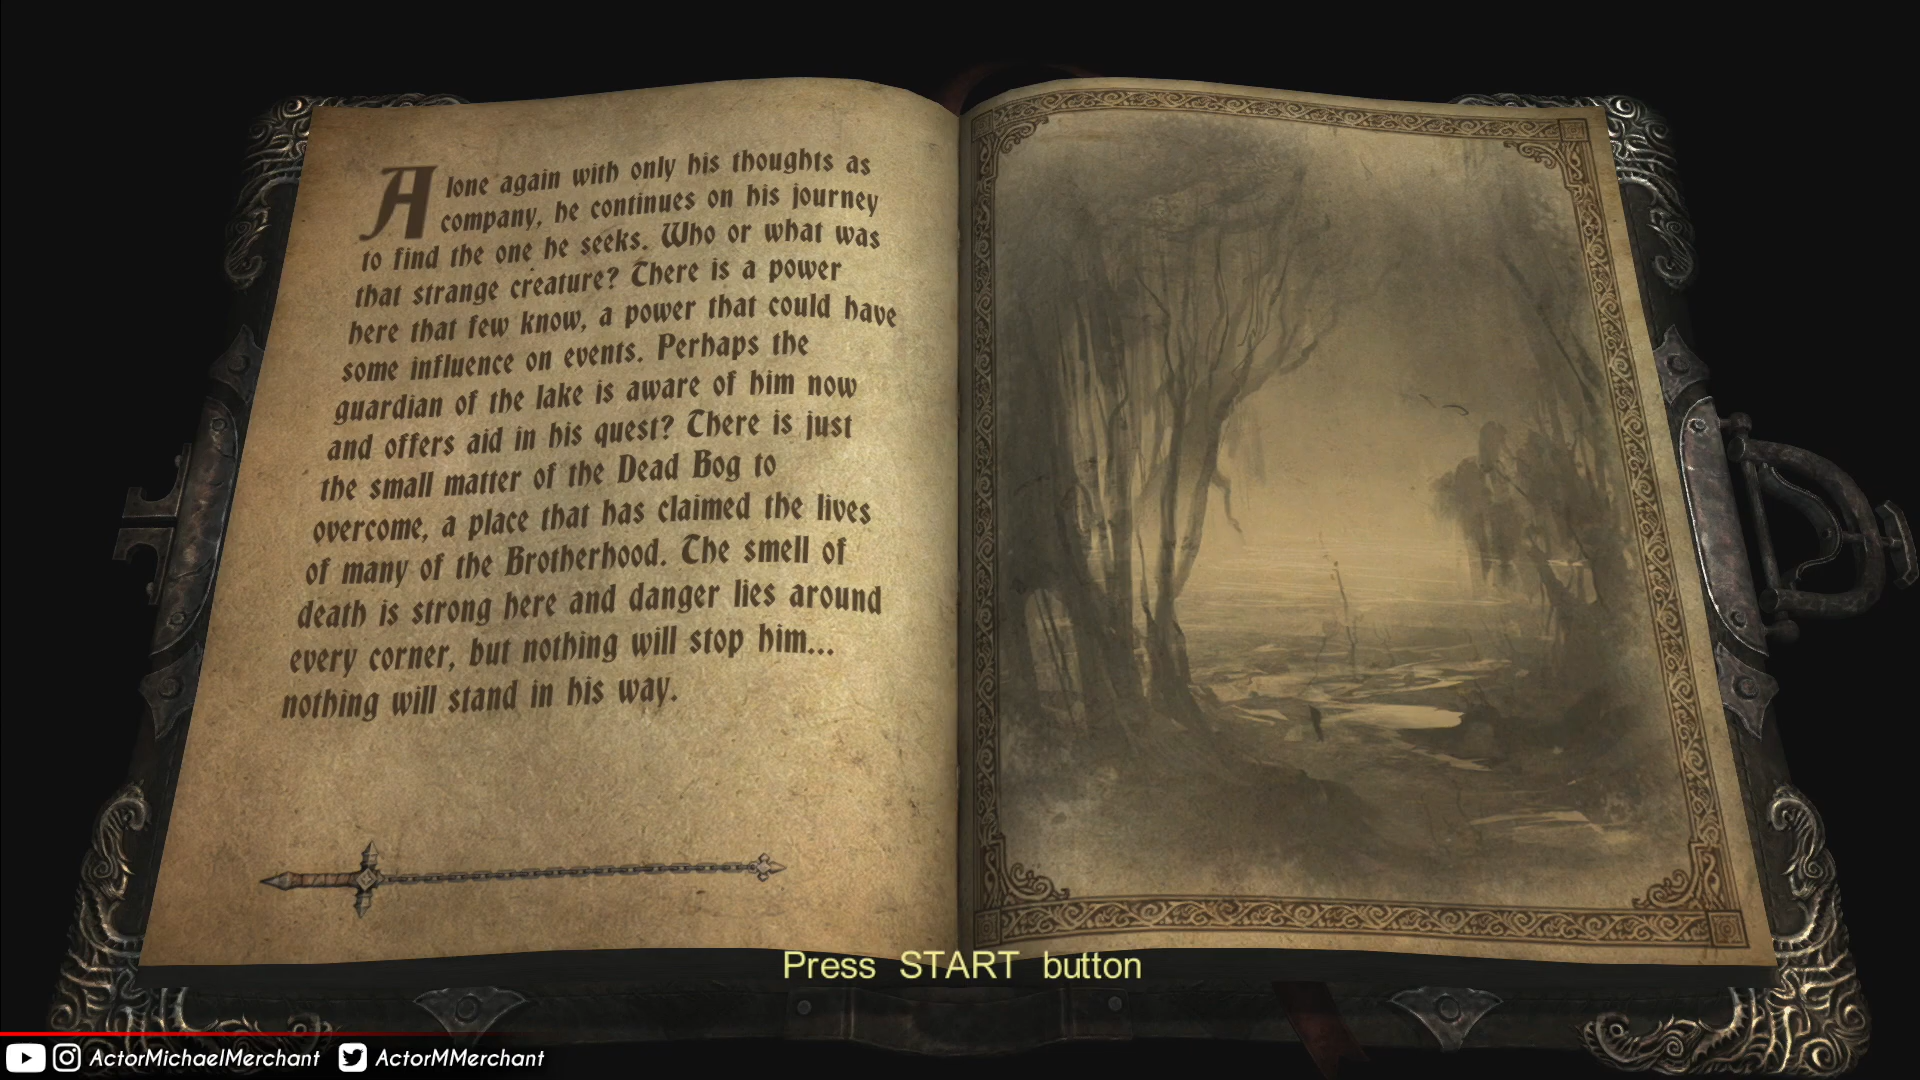 Alone again with only his thoughts as
company, he continues on his journey
to find the one he seeks. Who or what was
that strange creature? There is a power
here that few know, a power that could have
some influence on events. Perhaps the
guardian of the lake is aware of him now
and offers aid in his quest? There is just
the small matter of the Dead Bog to
overcome, a place that has claimed the lives
of many of the Brotherhood. The smell of
death is strong here and danger lies around
every corner, but nothing will stop him...
nothing will stand in his way.
Press START button
ActorMichaelMerchant ActorMMerchant